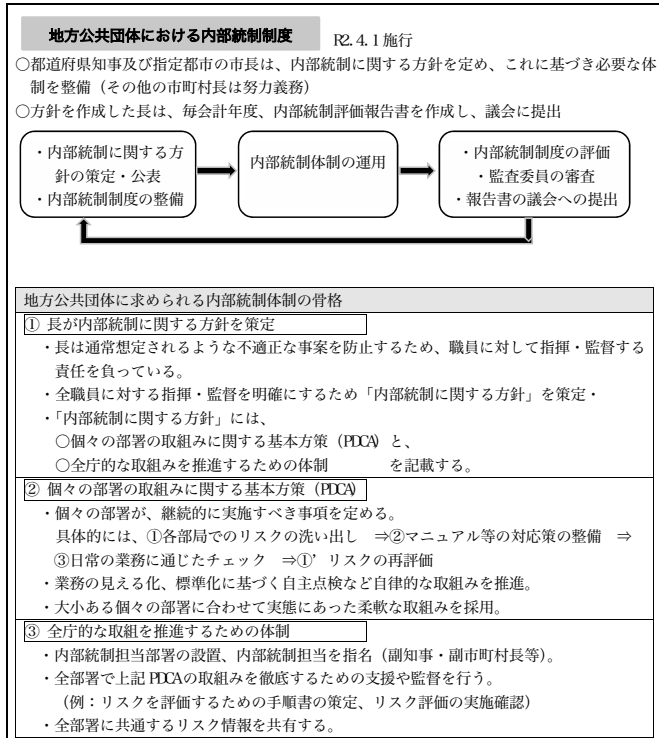 地方公共団体における内部統制制度 R2.4.1施行
○都道府県知事及び指定都市の市長は、内部統制に関する方針を定め、これに基づき必要な体
制を整備（その他の市町村長は努力義務）
○方針を作成した長は、毎会計年度、内部統制評価報告書を作成し、議会に提出
・内部統制に関する方
針の策定・公表
・内部統制制度の整備
内部統制体制の運用
・内部統制制度の評価
・監査委員の審査
・報告書の議会への提出
地方公共団体に求められる内部統制体制の骨格
① 長が内部統制に関する方針を策定
・長は通常想定されるような不適正な事案を防止するため、職員に対して指揮・監督する
責任を負っている。
・全職員に対する指揮・監督を明確にするため「内部統制に関する方針」を策定・
・「内部統制に関する方針」には、
○個々の部署の取組みに関する基本方策（PDCA）と、
○全庁的な取組みを推進するための体制 を記載する。
② 個々の部署の取組みに関する基本方策（PDCA）
・個々の部署が、継続的に実施すべき事項を定める。
具体的には、①各部局でのリスクの洗い出し ⇒②マニュアル等の対応策の整備 ⇒
③日常の業務に通じたチェック ⇒①’リスクの再評価
・業務の見える化、標準化に基づく自主点検など自律的な取組みを推進。
・大小ある個々の部署に合わせて実態にあった柔軟な取組みを採用。
③ 全庁的な取組を推進するための体制
・内部統制担当部署の設置、内部統制担当を指名（副知事・副市町村長等）。
・全部署で上記PDCAの取組みを徹底するための支援や監督を行う。
（例：リスクを評価するための手順書の策定、リスク評価の実施確認）
・全部署に共通するリスク情報を共有する。